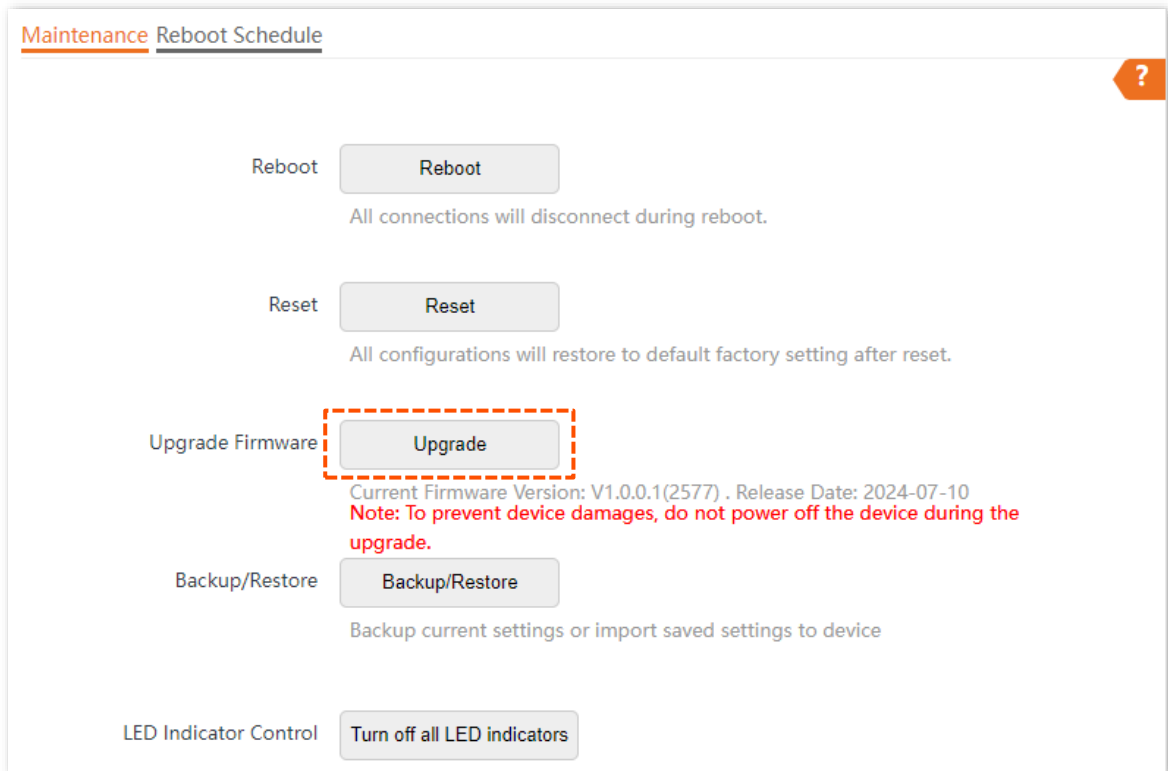 Maintenance Reboot Schedule
?
Reboot Reboot
All connections will disconnect during reboot.
Reset Reset
All configurations will restore to default factory setting after reset.
Upgrade Firmware Upgrade
Current Firmware Version: V1.0.0.1(2577) . Release Date: 2024-07-10
Note: To prevent device damages, do not power off the device during the
upgrade.
Backup/Restore Backup/Restore
Backup current settings or import saved settings to device
LED Indicator Control Turn off all LED indicators